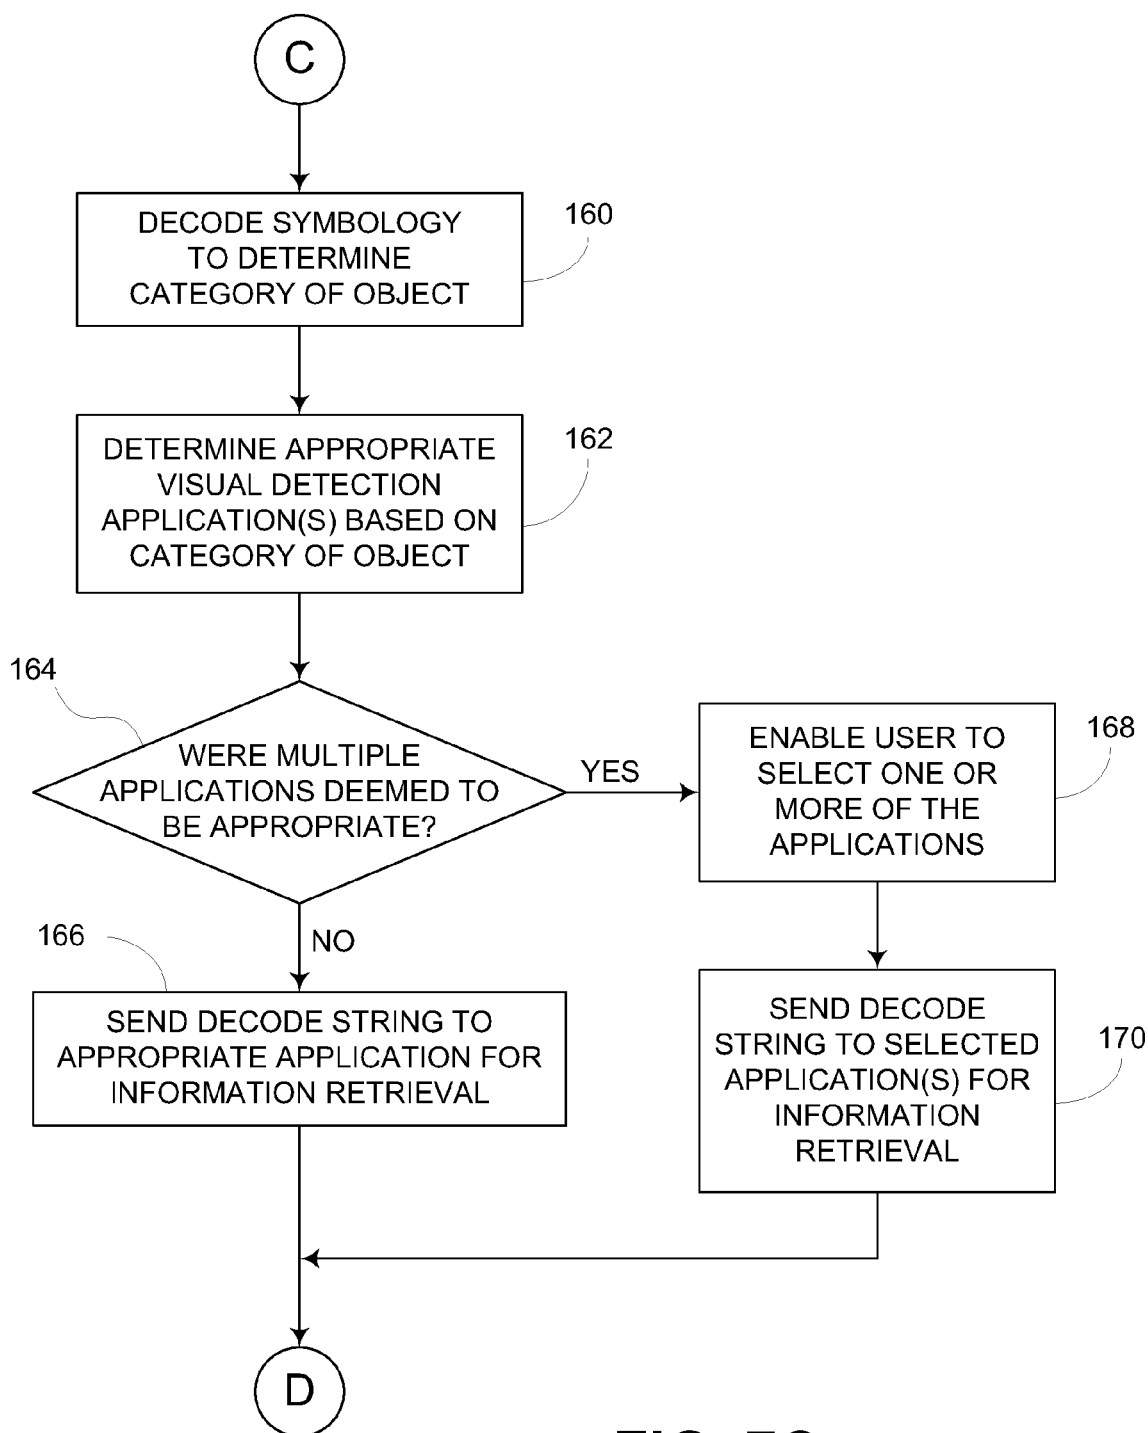 C
DECODE SYMBOLOGY
TO DETERMINE
CATEGORY OF OBJECT
160
DETERMINE APPROPRIATE
VISUAL DETECTION
APPLICATION(S) BASED ON
CATEGORY OF OBJECT
162
164
WERE MULTIPLE
APPLICATIONS DEEMED TO
BE APPROPRIATE?
YES
ENABLE USER TO
SELECT ONE OR
MORE OF THE
APPLICATIONS
168
NO
166
SEND DECODE STRING TO
APPROPRIATE APPLICATION FOR
INFORMATION RETRIEVAL
SEND DECODE
STRING TO SELECTED
APPLICATION(S) FOR
INFORMATION
RETRIEVAL
170
D